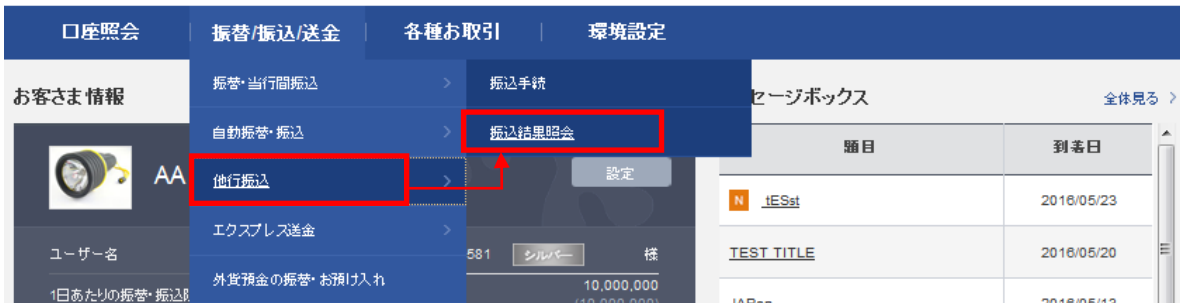 口座照会
振替/振込/送金
各種お取引
環境設定
振替・当行間振込
自動振替・振込
他行振込
エクスプレス送金
外貨預金の振替・お預け入れ
振込手続
振込結果照会
お客さま情報
AA
設定
ユーザー名
581
シルバー
様
1日あたりの振替・振込
10,000,000
(10,000,000)
セージボックス
全体見る
題目
到着日
N tESst
2016/05/23
TEST TITLE
2016/05/20